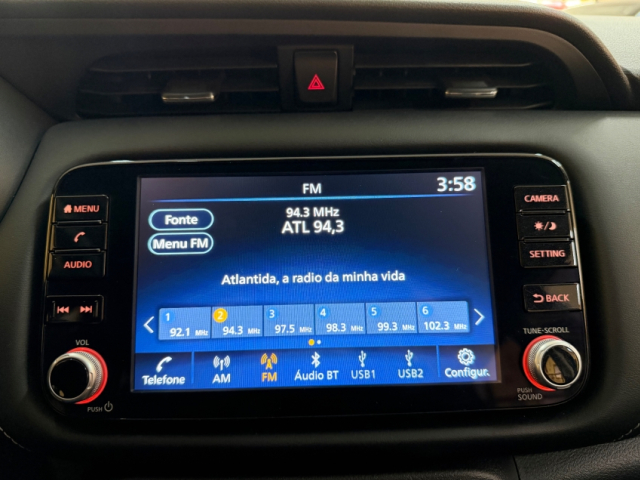 FM
3:58
MENU
AUDIO
VOL
PUSH
Fonte
Menu FM
94.3 MHz
ATL 94,3
Atlantida, a radio da minha vida
1 2 3 4 5 6
92.1 MHz 94.3 MHz 97.5 MHz 98.3 MHz 99.3 MHz 102.3 MHz
Telefone AM FM Áudio BT USB1 USB2 Configur.
CAMERA
SETTING
BACK
TUNE-SCROLL
PUSH
SOUND